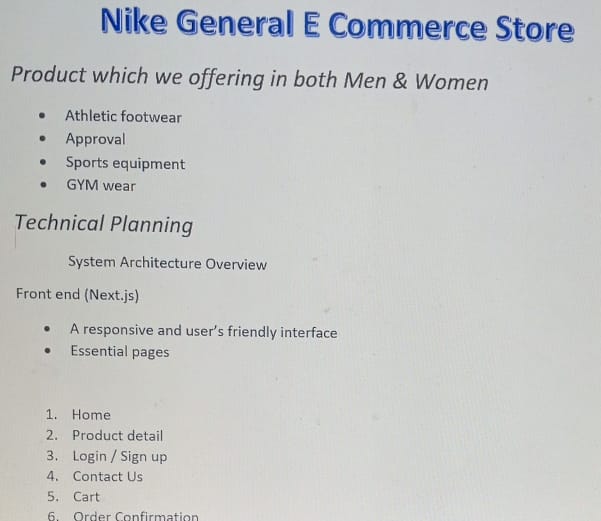 Nike General E Commerce Store
Product which we offering in both Men & Women
• Athletic footwear
• Approval
• Sports equipment
• GYM wear
Technical Planning
System Architecture Overview
Front end (Next.js)
• A responsive and user's friendly interface
• Essential pages
1. Home
2. Product detail
3. Login / Sign up
4. Contact Us
5. Cart
6. Order Confirmation